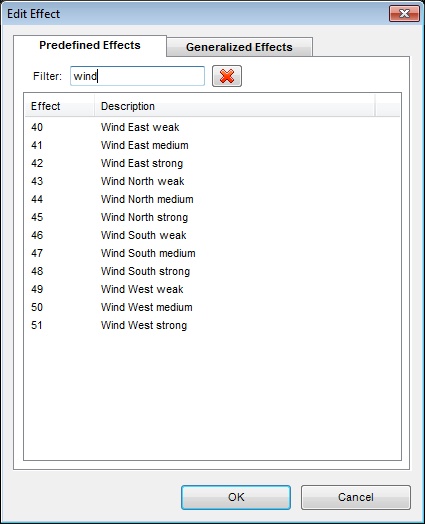 Edit Effect
Predefined Effects Generalized Effects
Filter: wind
Effect Description
40 Wind East weak
41 Wind East medium
42 Wind East strong
43 Wind North weak
44 Wind North medium
45 Wind North strong
46 Wind South weak
47 Wind South medium
48 Wind South strong
49 Wind West weak
50 Wind West medium
51 Wind West strong
OK Cancel